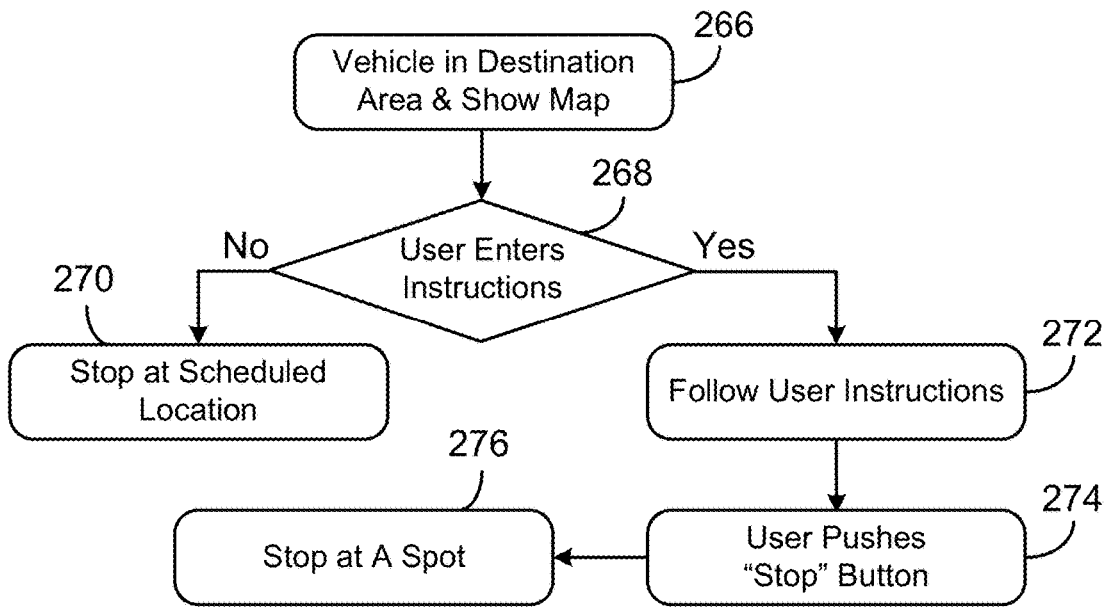 266
Vehicle in Destination
Area & Show Map
268
No
User Enters
Instructions
Yes
270
Stop at Scheduled
Location
272
Follow User Instructions
276
Stop at A Spot
274
User Pushes
“Stop” Button